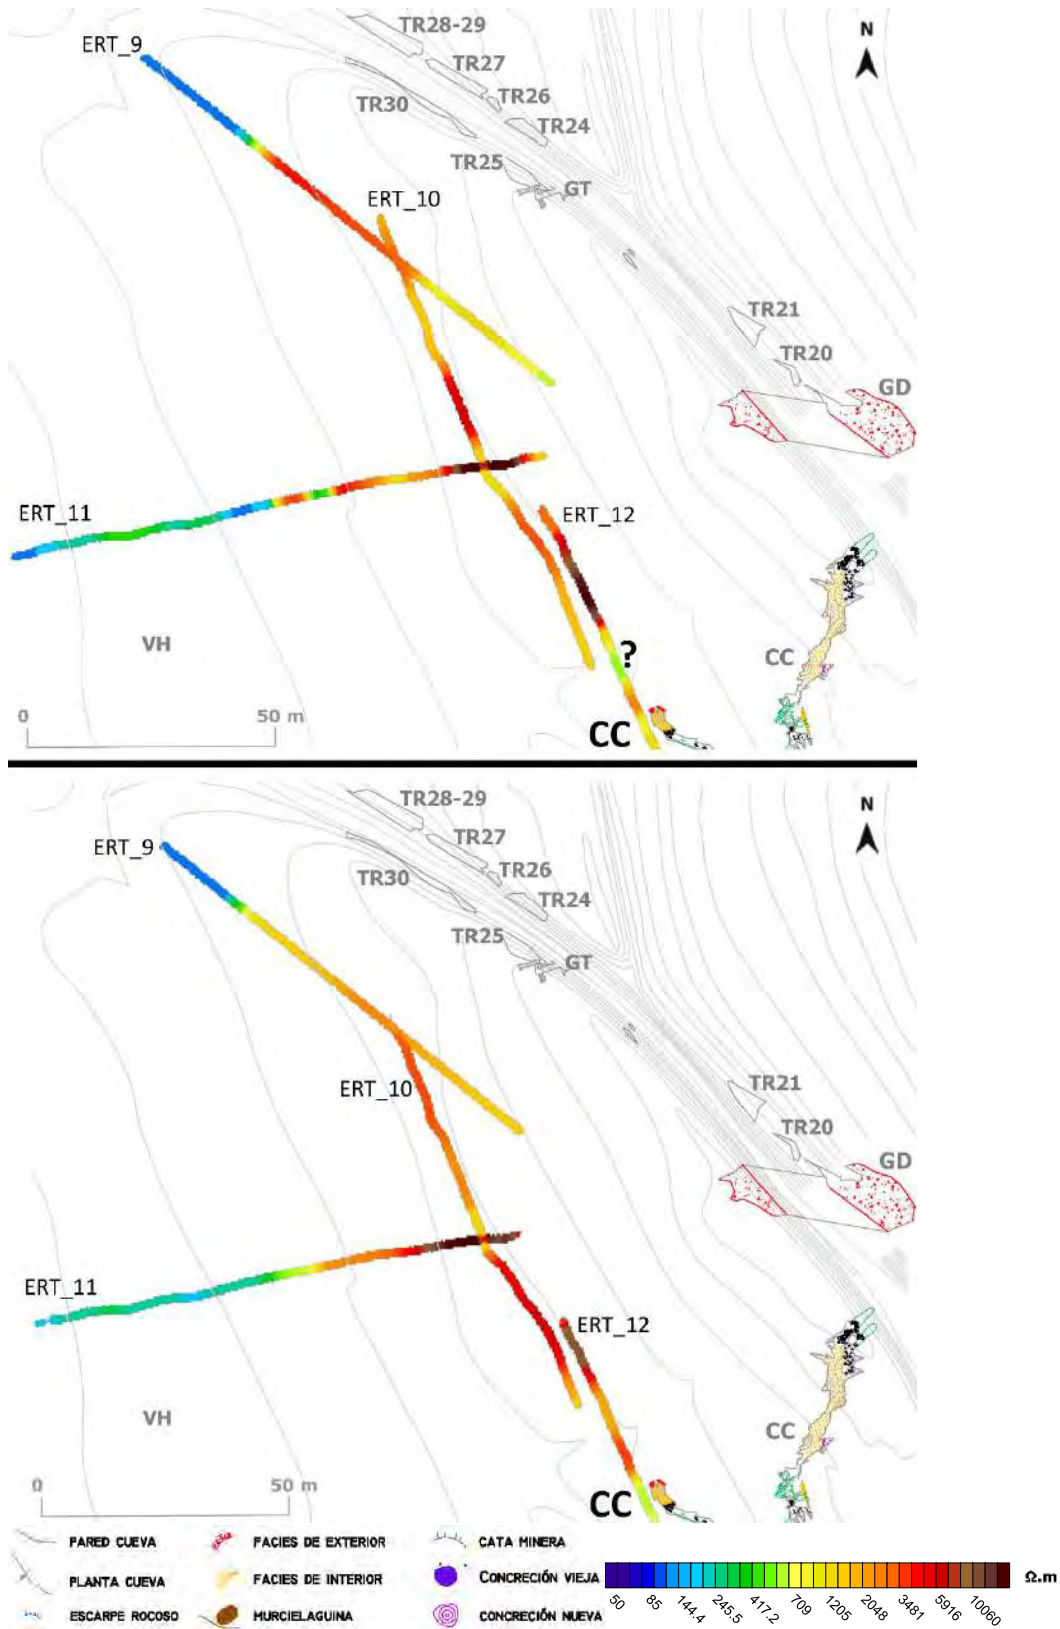 TR28-29
N
ERT_9
TR27
TR26
TR30
TR24
TR25
GT
ERT_10
TR21
TR20
GD
ERT_11
ERT_12
VH
?
CC
0
50 m
CC
TR28-29
N
TR27
ERT_9
TR26
TR30
TR24
TR25
GT
TR21
ERT_10
TR20
GD
ERT_11
ERT_12
VH
CC
0
50 m
CC
PARED CUEVA
FACIES DE EXTERIOR
CATA MINERA
PLANTA CUEVA
FACIES DE INTERIOR
CONCRECIÓN VIEJA
Ω.m
ESCARPE ROCOSO
MURCIELAGUINA
CONCRECIÓN NUEVA
50 85 144.4 245.5 417.2 709 1205 2048 3481 5916 10060